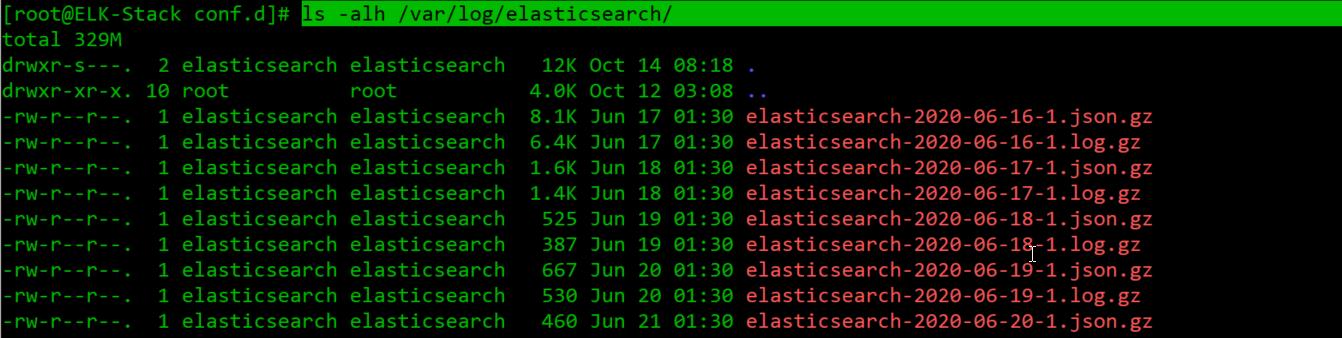 [root@ELK-Stack conf.d]# ls -alh /var/log/elasticsearch/
total 329M
drwxr-s---.  2 elasticsearch elasticsearch   12K Oct 14 08:18 .
drwxr-xr-x. 10 root          root          4.0K Oct 12 03:08 ..
-rw-r--r--.  1 elasticsearch elasticsearch  8.1K Jun 17 01:30 elasticsearch-2020-06-16-1.json.gz
-rw-r--r--.  1 elasticsearch elasticsearch  6.4K Jun 17 01:30 elasticsearch-2020-06-16-1.log.gz
-rw-r--r--.  1 elasticsearch elasticsearch  1.6K Jun 18 01:30 elasticsearch-2020-06-17-1.json.gz
-rw-r--r--.  1 elasticsearch elasticsearch  1.4K Jun 18 01:30 elasticsearch-2020-06-17-1.log.gz
-rw-r--r--.  1 elasticsearch elasticsearch   525 Jun 19 01:30 elasticsearch-2020-06-18-1.json.gz
-rw-r--r--.  1 elasticsearch elasticsearch   387 Jun 19 01:30 elasticsearch-2020-06-18-1.log.gz
-rw-r--r--.  1 elasticsearch elasticsearch   667 Jun 20 01:30 elasticsearch-2020-06-19-1.json.gz
-rw-r--r--.  1 elasticsearch elasticsearch   530 Jun 20 01:30 elasticsearch-2020-06-19-1.log.gz
-rw-r--r--.  1 elasticsearch elasticsearch   460 Jun 21 01:30 elasticsearch-2020-06-20-1.json.gz